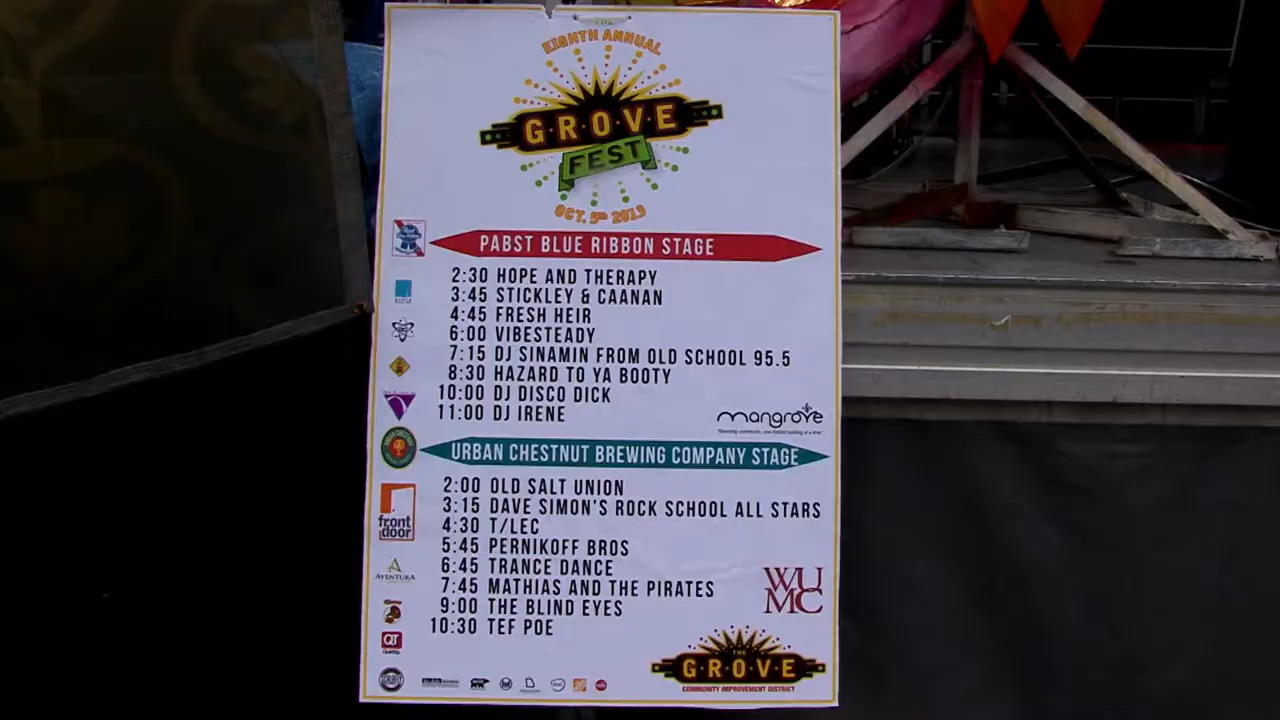 EIGHTH ANNUAL
G·R·O·V·E
FEST
OCT. 5th 2013
PABST BLUE RIBBON STAGE
2:30 HOPE AND THERAPY
3:45 STICKLEY & CAANAN
4:45 FRESH HEIR
6:00 VIBESTEADY
7:15 DJ SINAMIN FROM OLD SCHOOL 95.5
8:30 HAZARD TO YA BOOTY
10:00 DJ DISCO DICK
11:00 DJ IRENE
mangrove
URBAN CHESTNUT BREWING COMPANY STAGE
2:00 OLD SALT UNION
3:15 DAVE SIMON'S ROCK SCHOOL ALL STARS
4:30 T/LEC
5:45 PERNIKOFF BROS
6:45 TRANCE DANCE
7:45 MATHIAS AND THE PIRATES
9:00 THE BLIND EYES
10:30 TEF POE
front
door
AVENTURA
QT
WU
MC
THE
G·R·O·V·E
COMMUNITY IMPROVEMENT DISTRICT